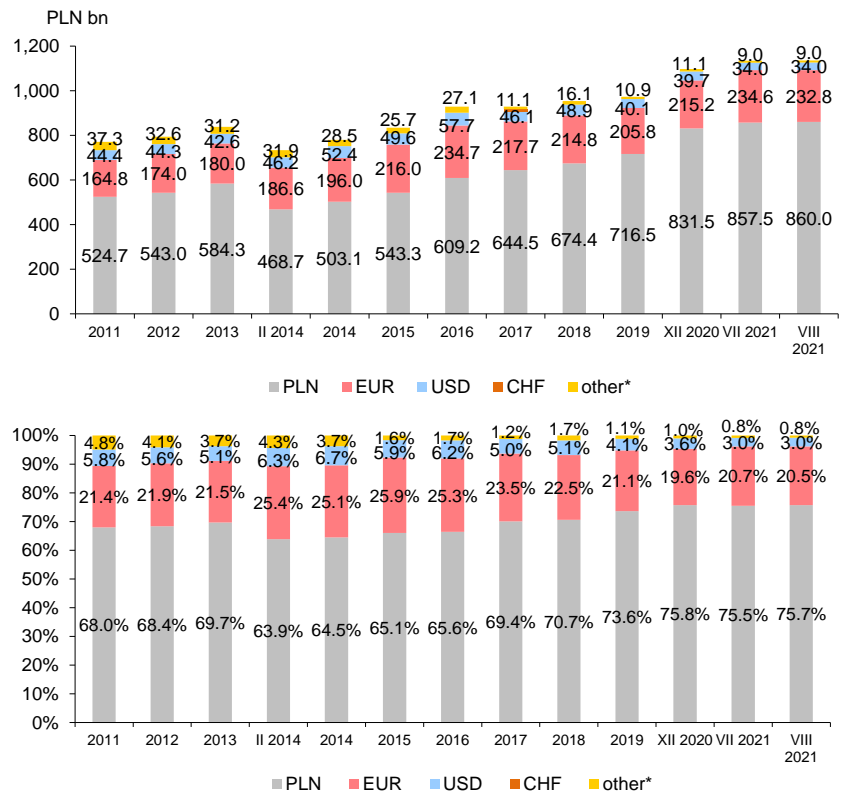 PLN bn
1,200
1,000
800
600
400
200
0
37.3 32.6 31.2 31.9 28.5 25.7 27.1 11.1 16.1 10.9 11.1 9.0 9.0
44.4 44.3 42.6 46.2 52.4 49.6 57.7 46.1 48.9 40.1 39.7 34.0 34.0
164.8 174.0 180.0 186.6 196.0 216.0 234.7 217.7 214.8 205.8 215.2 234.6 232.8
524.7 543.0 584.3 468.7 503.1 543.3 609.2 644.5 674.4 716.5 831.5 857.5 860.0
2011 2012 2013 II 2014 2014 2015 2016 2017 2018 2019 XII 2020 VII 2021 VIII
2021
PLN EUR USD CHF other*
100%
90%
80%
70%
60%
50%
40%
30%
20%
10%
0%
4.8% 4.1% 3.7% 4.3% 3.7% 1.6% 1.7% 1.2% 1.7% 1.1% 1.0% 0.8% 0.8%
5.8% 5.6% 5.1% 6.3% 6.7% 5.9% 6.2% 5.0% 5.1% 4.1% 3.6% 3.0% 3.0%
21.4% 21.9% 21.5% 25.4% 25.1% 25.9% 25.3% 23.5% 22.5% 21.1% 19.6% 20.7% 20.5%
68.0% 68.4% 69.7% 63.9% 64.5% 65.1% 65.6% 69.4% 70.7% 73.6% 75.8% 75.5% 75.7%
2011 2012 2013 II 2014 2014 2015 2016 2017 2018 2019 XII 2020 VII 2021 VIII
2021
PLN EUR USD CHF other*